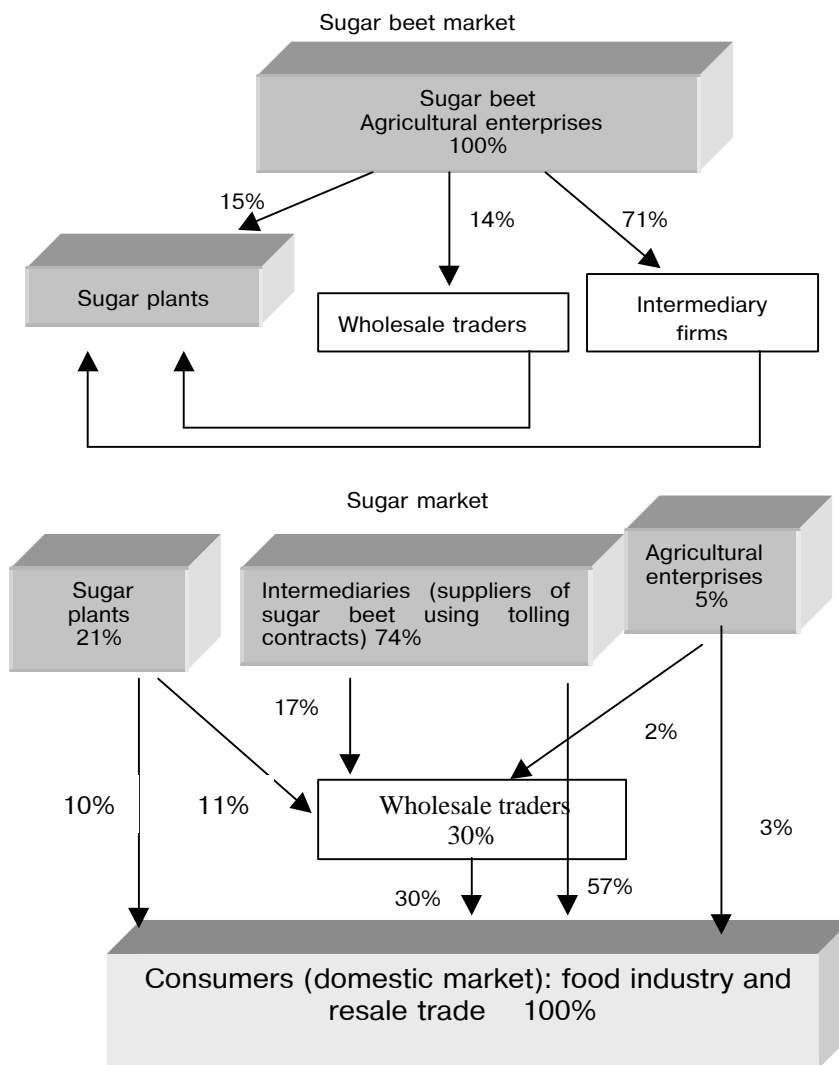 Sugar beet market
Sugar beet
Agricultural enterprises
100%
15%
14%
71%
Sugar plants
Wholesale traders
Intermediary
firms
Sugar market
Sugar
plants
21%
Intermediaries (suppliers of
sugar beet using tolling
contracts) 74%
Agricultural
enterprises
5%
17%
2%
10%
11%
Wholesale traders
30%
3%
30%
57%
Consumers (domestic market): food industry and
resale trade 100%